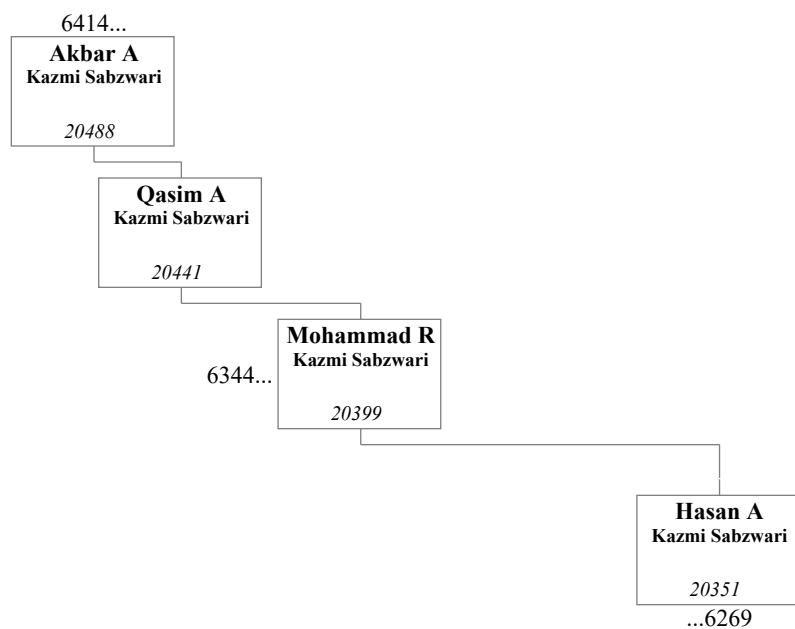 6414...
Akbar A
Kazmi Sabzwari
20488
Qasim A
Kazmi Sabzwari
20441
Mohammad R
Kazmi Sabzwari
6344...
20399
Hasan A
Kazmi Sabzwari
20351
...6269